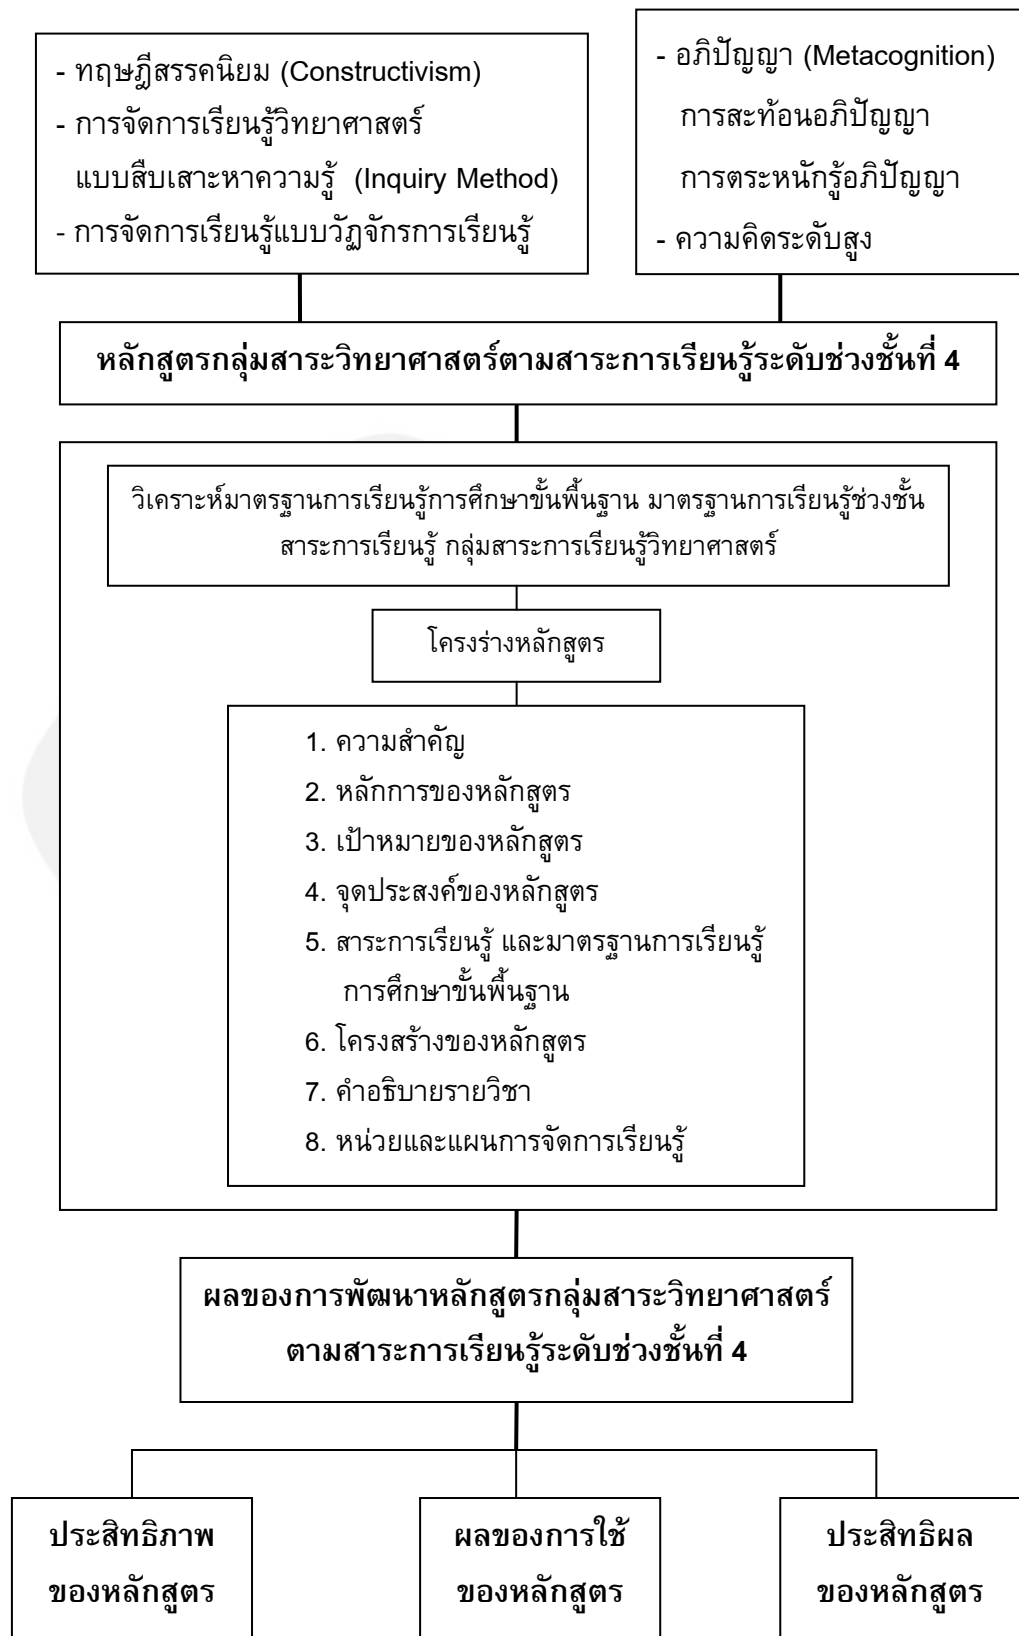 - ทฤษฎีสรรคนิยม (Constructivism)
- การจัดการเรียนรู้วิทยาศาสตร์
แบบสืบเสาะหาความรู้ (Inquiry Method)
- การจัดการเรียนรู้แบบวัฏจักรการเรียนรู้
- อภิปัญญา (Metacognition)
การสะท้อนอภิปัญญา
การตระหนักรู้อภิปัญญา
- ความคิดระดับสูง
หลักสูตรกลุ่มสาระวิทยาศาสตร์ตามสาระการเรียนรู้ระดับช่วงชั้นที่ 4
วิเคราะห์มาตรฐานการเรียนรู้การศึกษาขั้นพื้นฐาน มาตรฐานการเรียนรู้ช่วงชั้น
สาระการเรียนรู้ กลุ่มสาระการเรียนรู้วิทยาศาสตร์
โครงร่างหลักสูตร
1. ความสำคัญ
2. หลักการของหลักสูตร
3. เป้าหมายของหลักสูตร
4. จุดประสงค์ของหลักสูตร
5. สาระการเรียนรู้ และมาตรฐานการเรียนรู้
การศึกษาขั้นพื้นฐาน
6. โครงสร้างของหลักสูตร
7. คำอธิบายรายวิชา
8. หน่วยและแผนการจัดการเรียนรู้
ผลของการพัฒนาหลักสูตรกลุ่มสาระวิทยาศาสตร์
ตามสาระการเรียนรู้ระดับช่วงชั้นที่ 4
ประสิทธิภาพ
ของหลักสูตร
ผลของการใช้
ของหลักสูตร
ประสิทธิผล
ของหลักสูตร